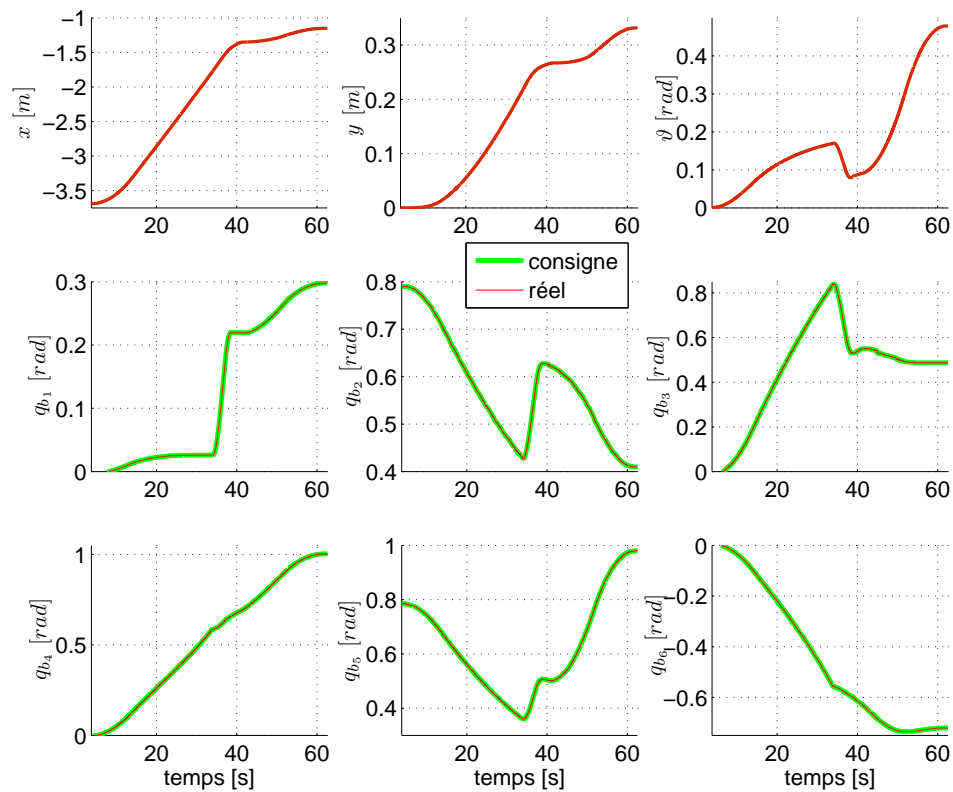 x [m]
−1
−1.5
−2
−2.5
−3
−3.5
20 40 60
y [m]
0.3
0.2
0.1
0
20 40 60
ϑ [rad]
0.4
0.3
0.2
0.1
0
20 40 60
consigne
réel
q_{b_1} [rad]
0.3
0.2
0.1
0
20 40 60
q_{b_2} [rad]
0.8
0.7
0.6
0.5
0.4
20 40 60
q_{b_3} [rad]
0.8
0.6
0.4
0.2
0
20 40 60
q_{b_4} [rad]
1
0.5
0
20 40 60
temps [s]
q_{b_5} [rad]
1
0.8
0.6
0.4
20 40 60
temps [s]
q_{b_6} [rad]
0
−0.2
−0.4
−0.6
20 40 60
temps [s]